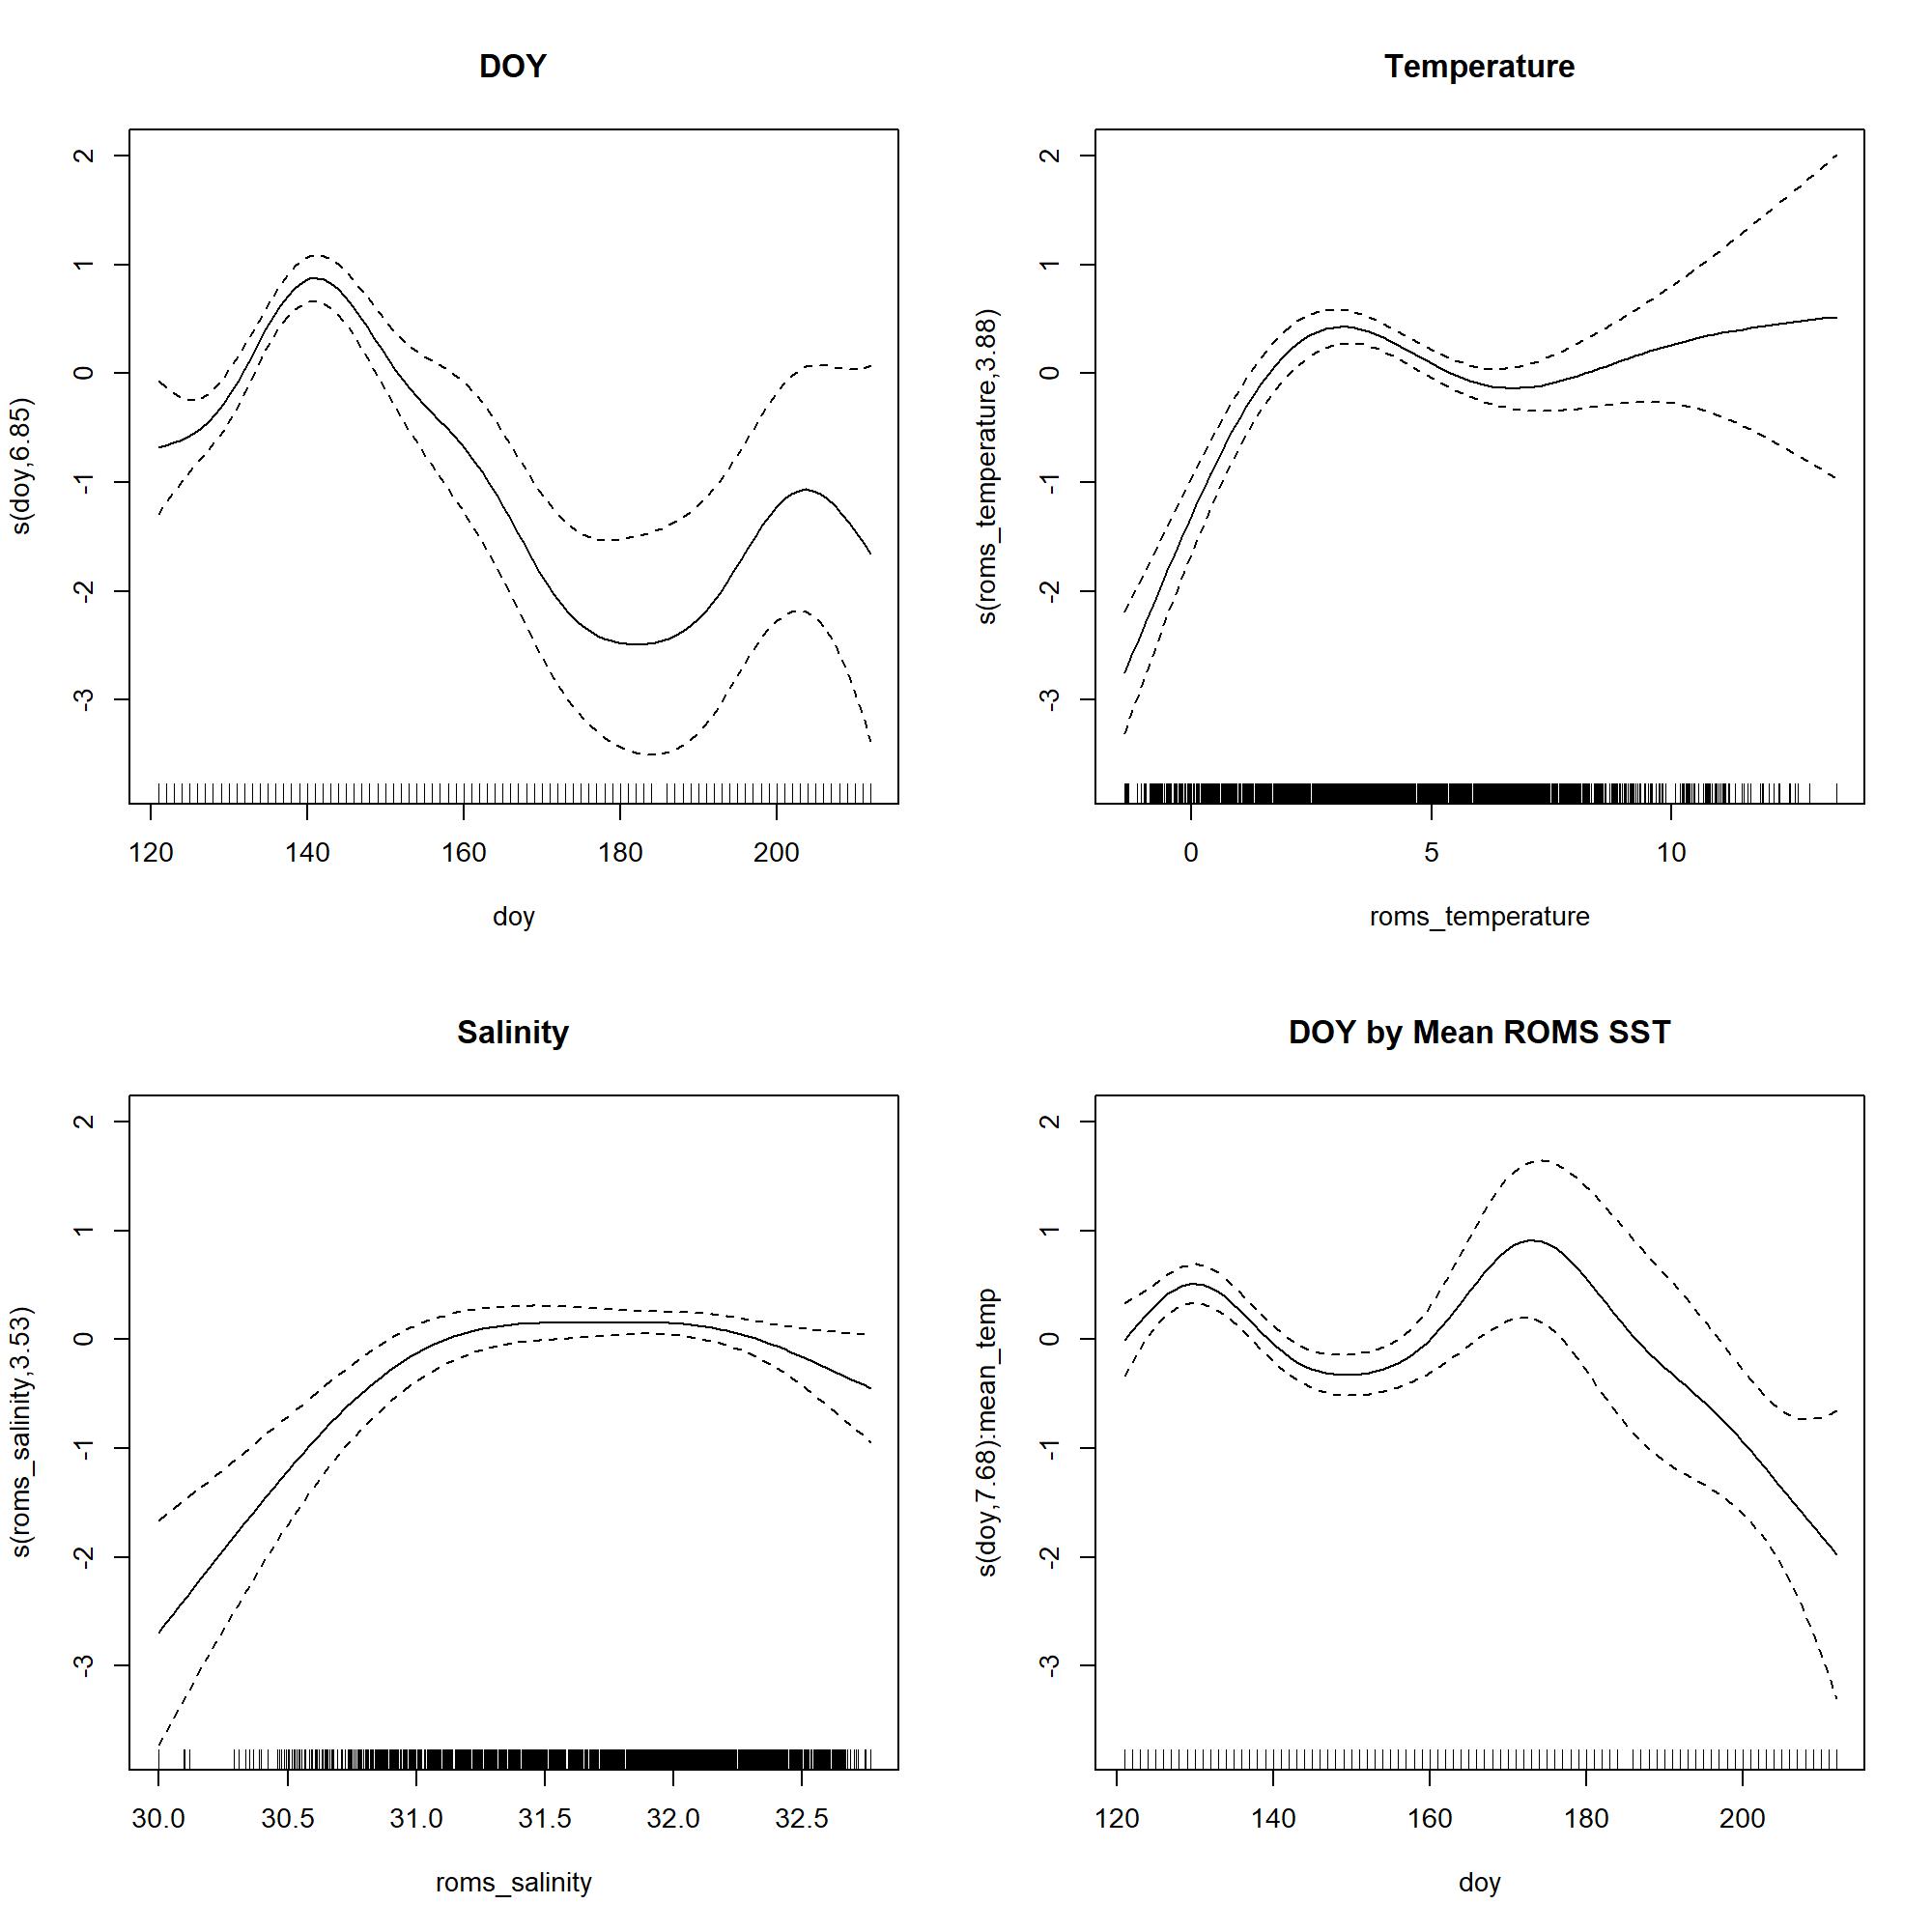 DOY
s(doy,6.85)
2
1
0
-1
-2
-3
120 140 160 180 200
doy
Temperature
s(roms_temperature,3.88)
2
1
0
-1
-2
-3
0 5 10
roms_temperature
Salinity
s(roms_salinity,3.53)
2
1
0
-1
-2
-3
30.0 30.5 31.0 31.5 32.0 32.5
roms_salinity
DOY by Mean ROMS SST
s(doy,7.68):mean_temp
2
1
0
-1
-2
-3
120 140 160 180 200
doy